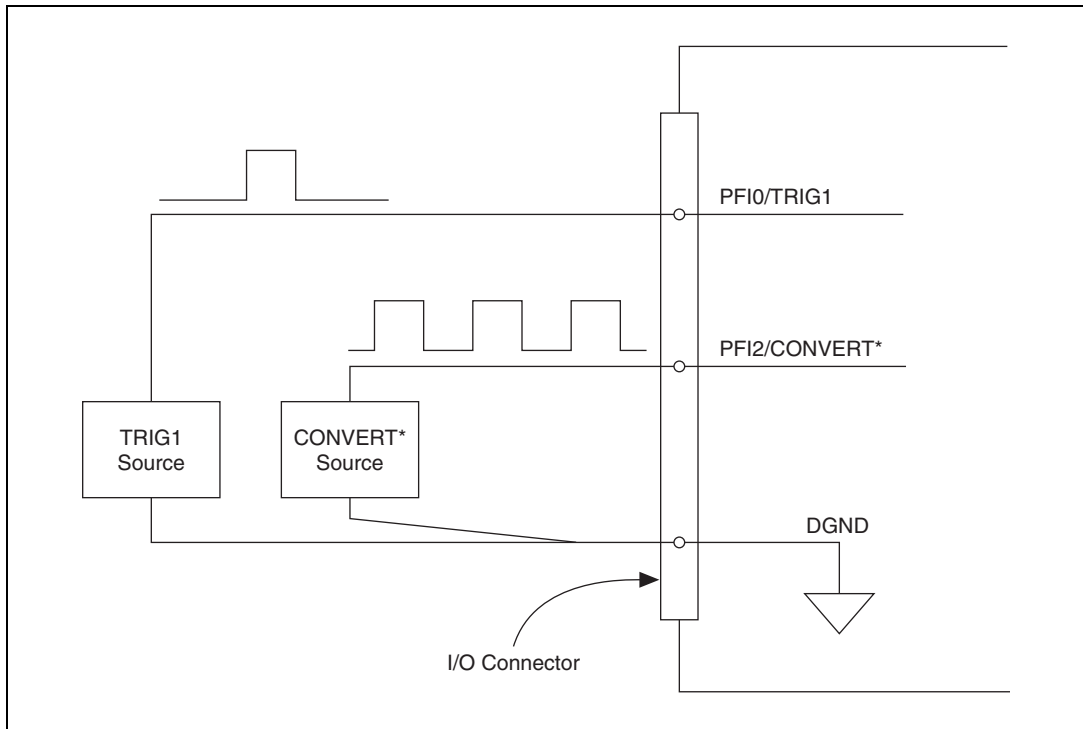 PFI0/TRIG1
PFI2/CONVERT*
TRIG1
Source
CONVERT*
Source
DGND
I/O Connector